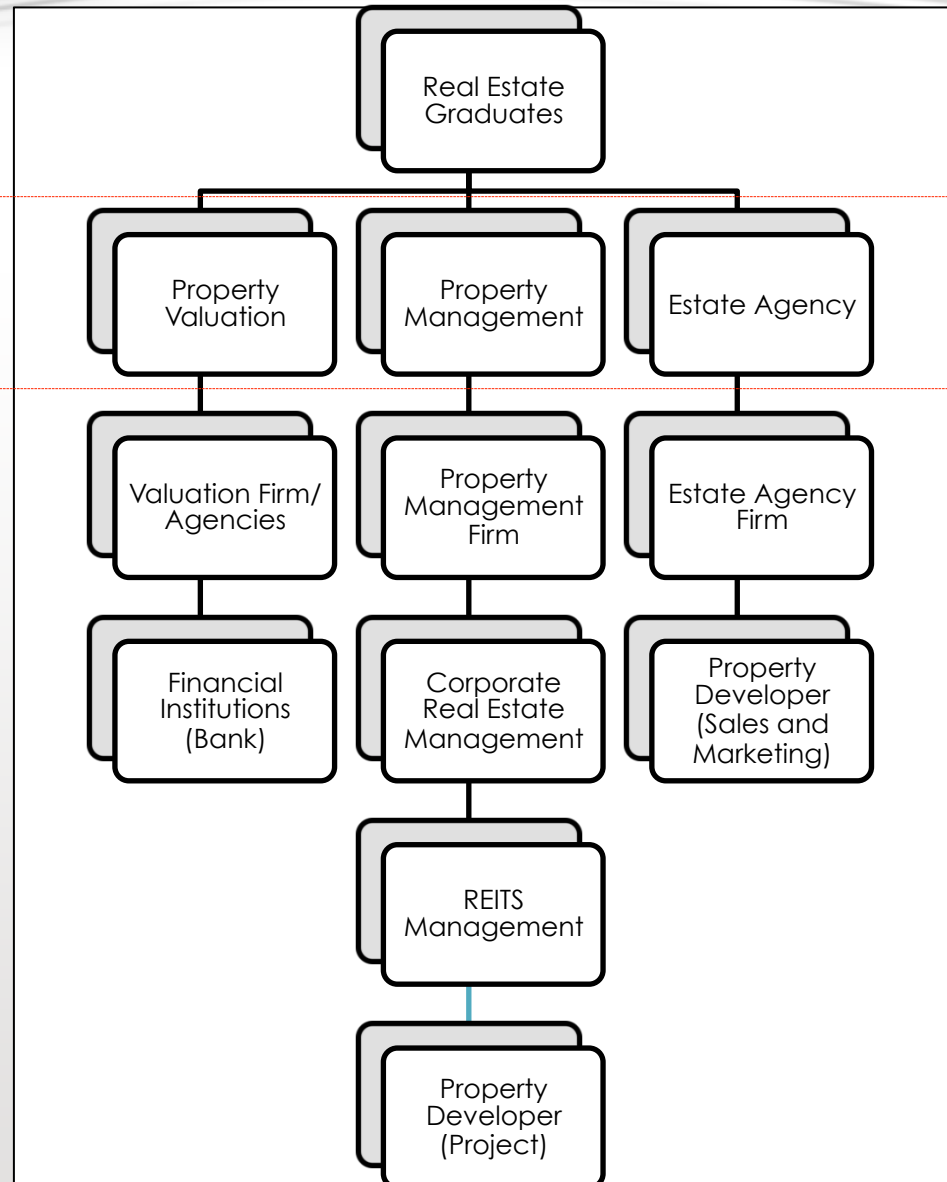 Real Estate
Graduates
Property
Valuation
Property
Management
Estate Agency
Valuation Firm/
Agencies
Property
Management
Firm
Estate Agency
Firm
Financial
Institutions
(Bank)
Corporate
Real Estate
Management
Property
Developer
(Sales and
Marketing)
REITS
Management
Property
Developer
(Project)